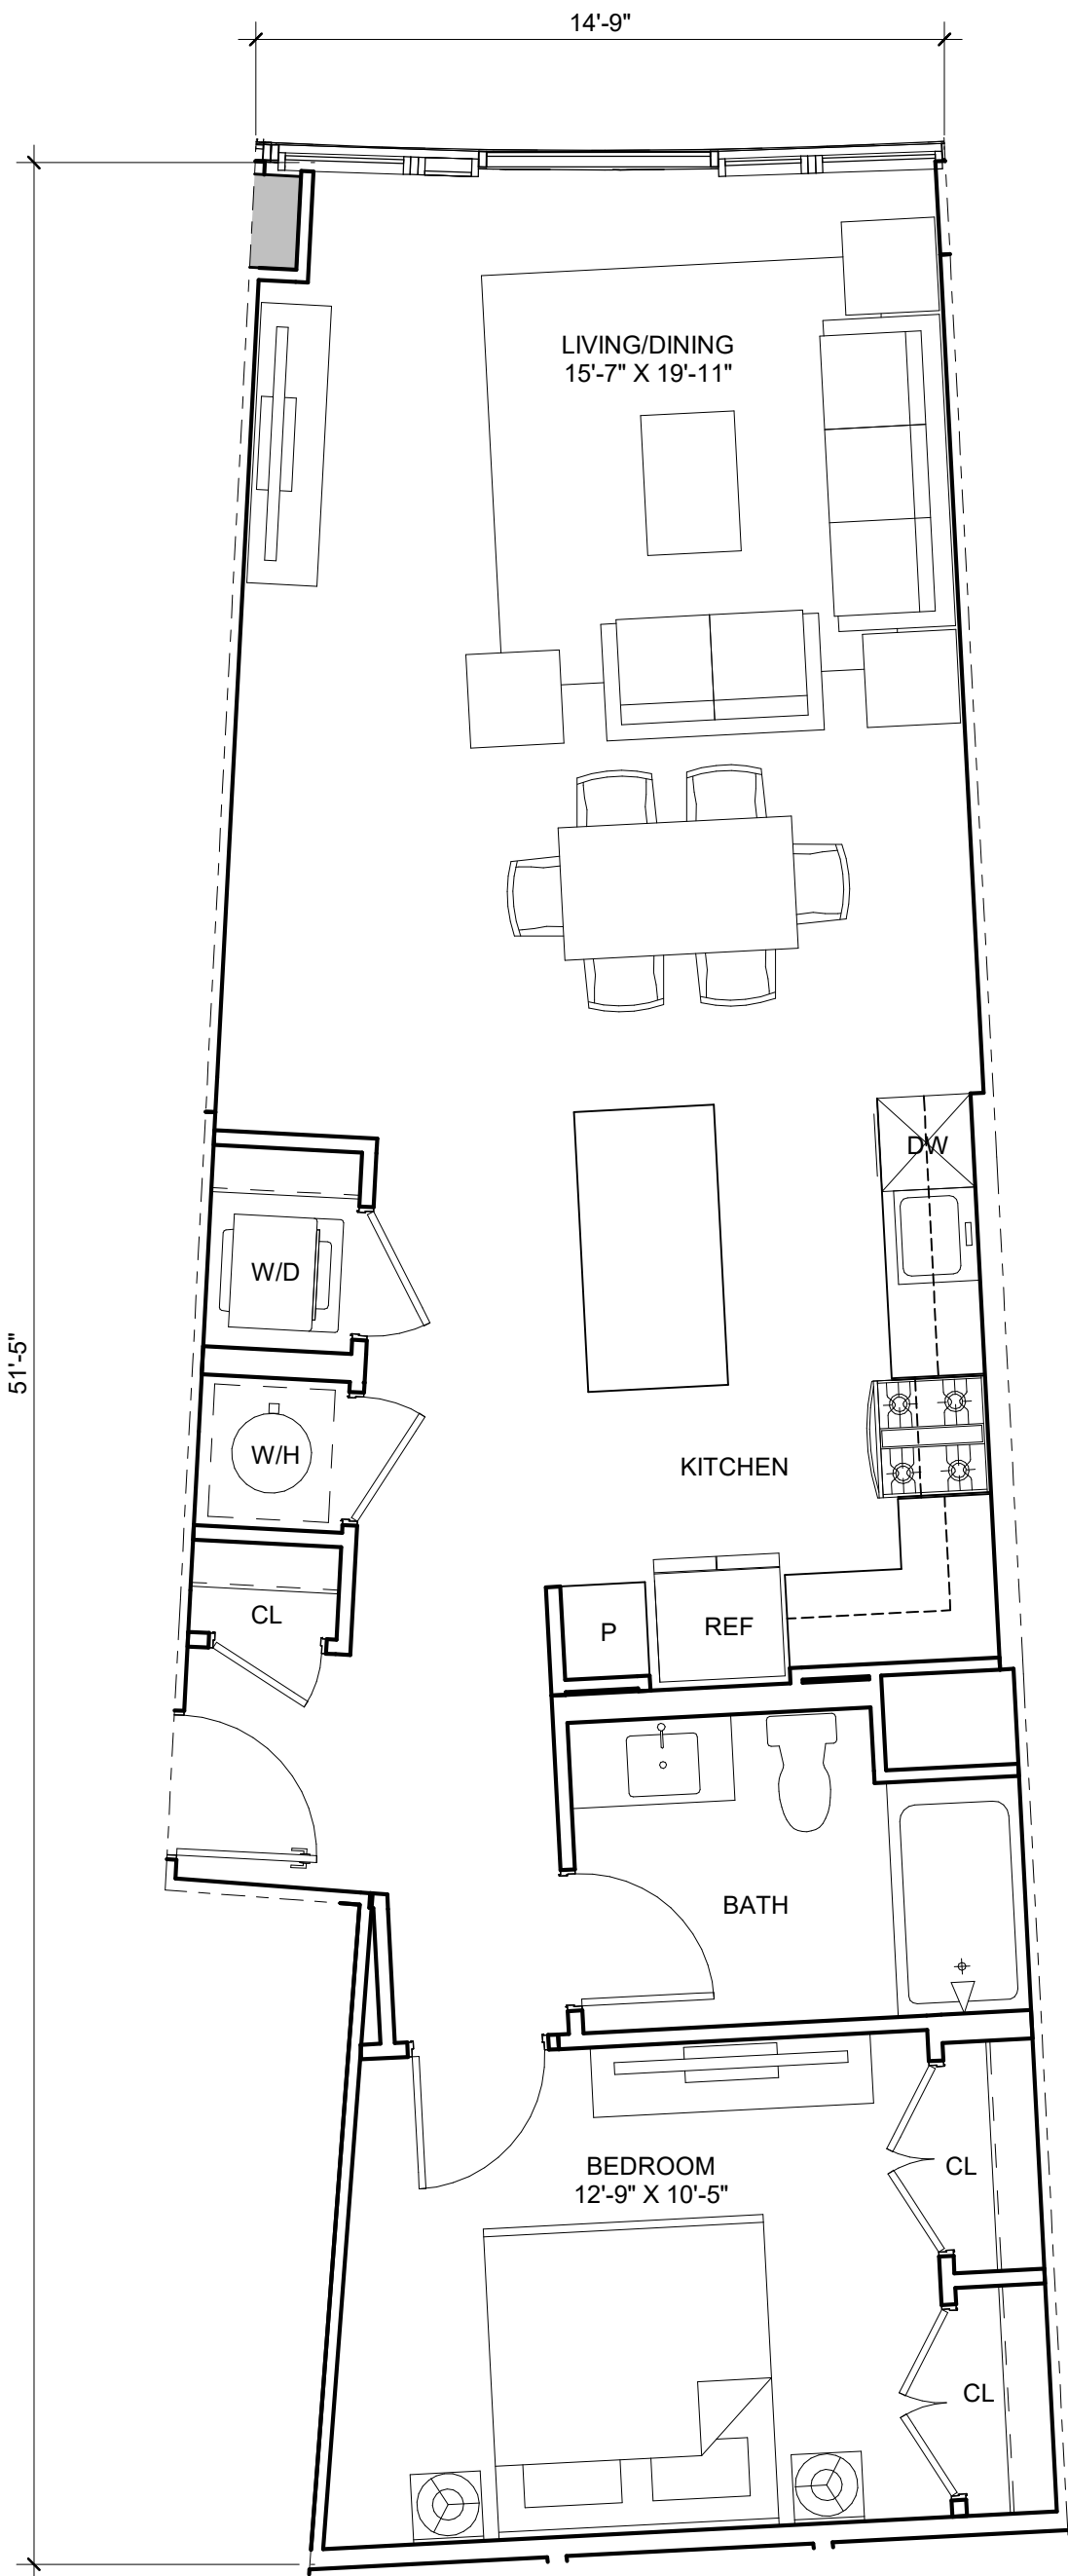 14'-9"
LIVING/DINING
15'-7" X 19'-11"
DW
W/D
51'-5"
W/H
KITCHEN
CL
P
REF
BATH
BEDROOM
12'-9" X 10'-5"
CL
CL